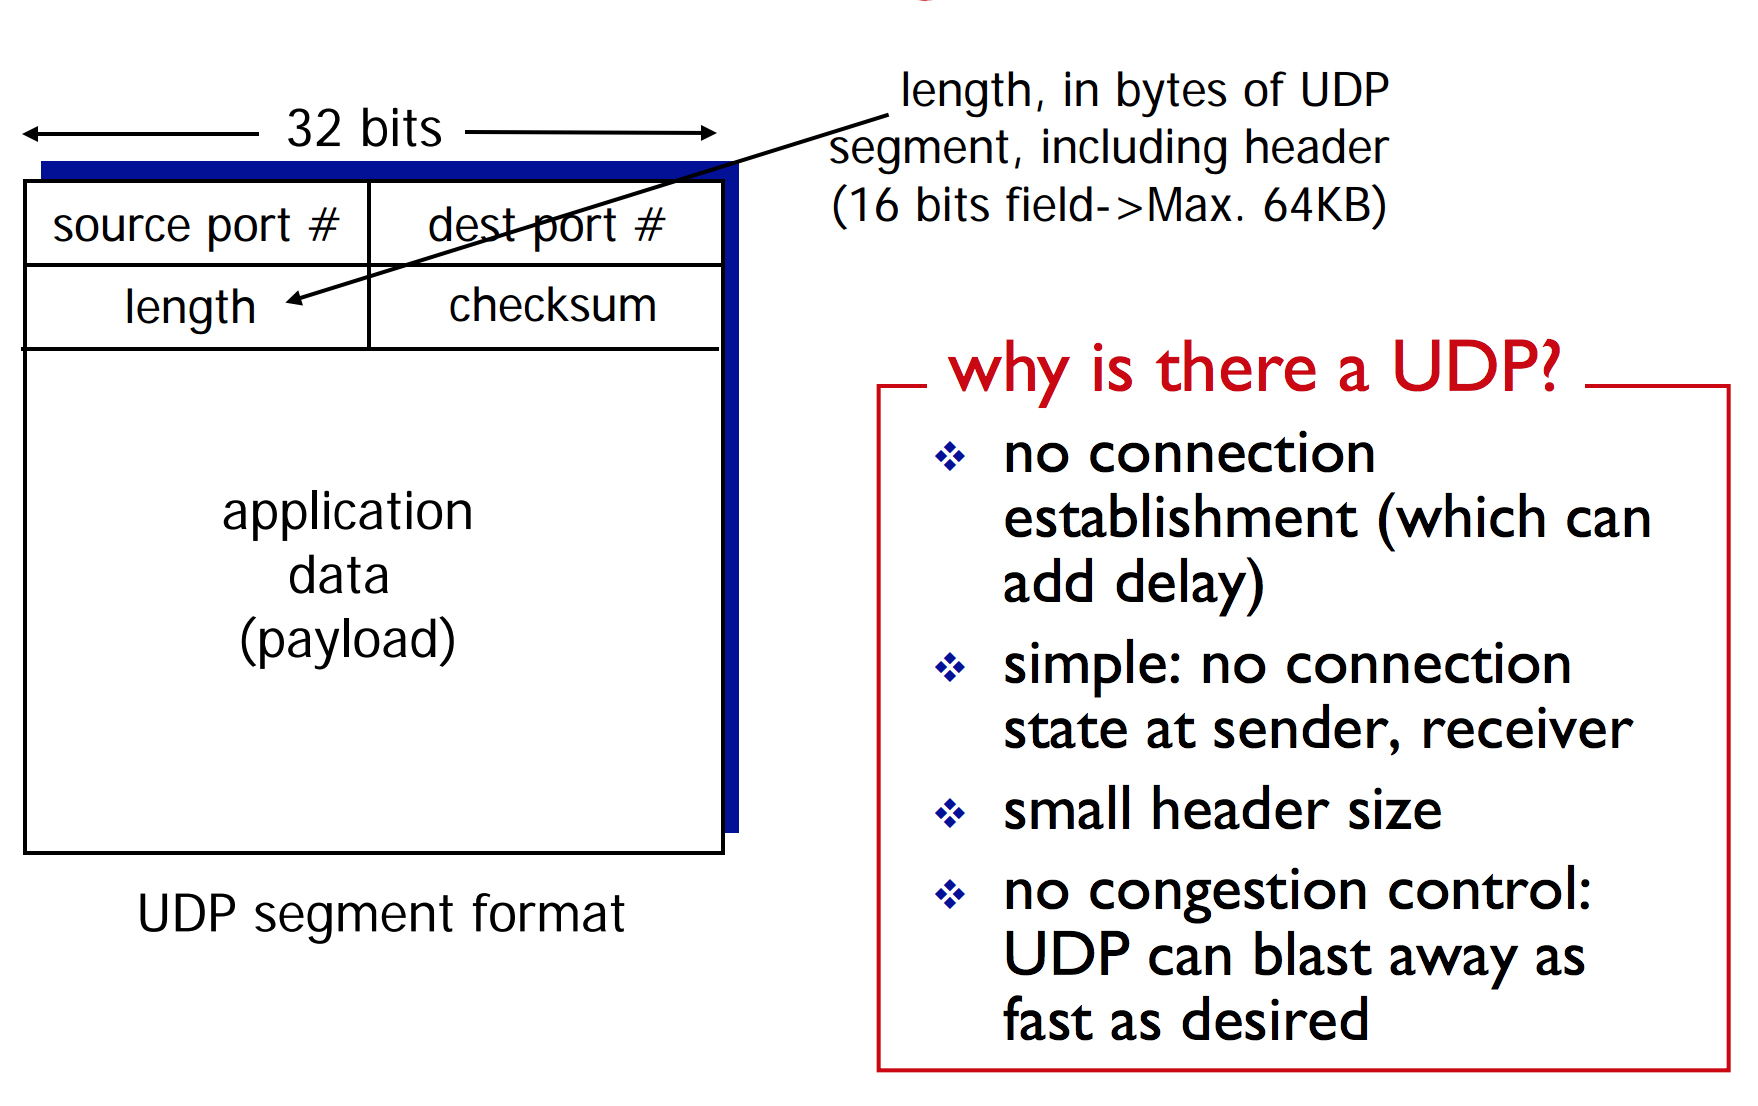 32 bits
length, in bytes of UDP
segment, including header
(16 bits field->Max. 64KB)
source port #
dest port #
length
checksum
application
data
(payload)
UDP segment format
why is there a UDP?
no connection
establishment (which can
add delay)
simple: no connection
state at sender, receiver
small header size
no congestion control:
UDP can blast away as
fast as desired